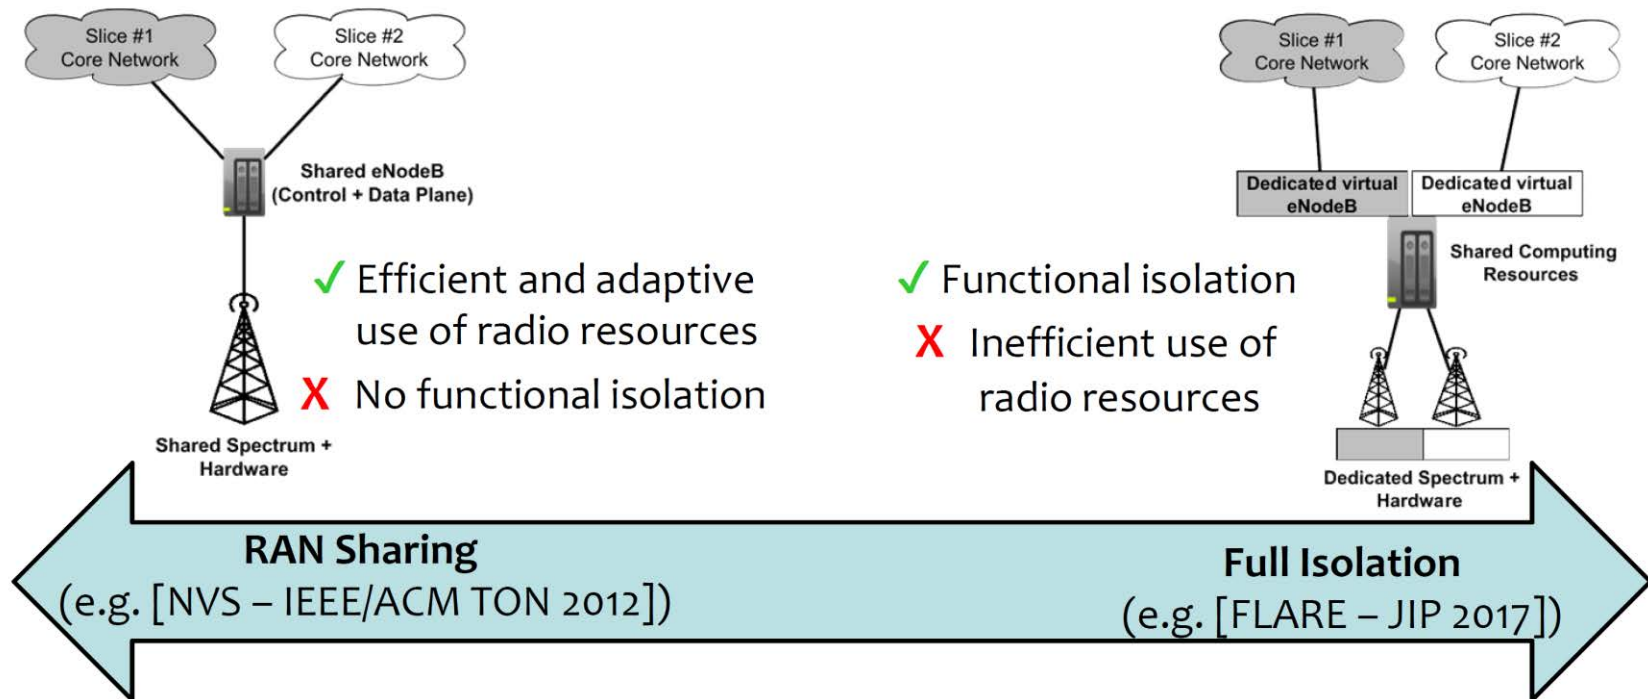 Slice #1
Core Network
Slice #2
Core Network
Shared eNodeB
(Control + Data Plane)
✓ Efficient and adaptive
use of radio resources
X No functional isolation
Shared Spectrum +
Hardware
Slice #1
Core Network
Slice #2
Core Network
Dedicated virtual
eNodeB
Dedicated virtual
eNodeB
Shared Computing
Resources
✓ Functional isolation
X Inefficient use of
radio resources
Dedicated Spectrum +
Hardware
RAN Sharing
(e.g. [NVS – IEEE/ACM TON 2012])
Full Isolation
(e.g. [FLARE – JIP 2017])